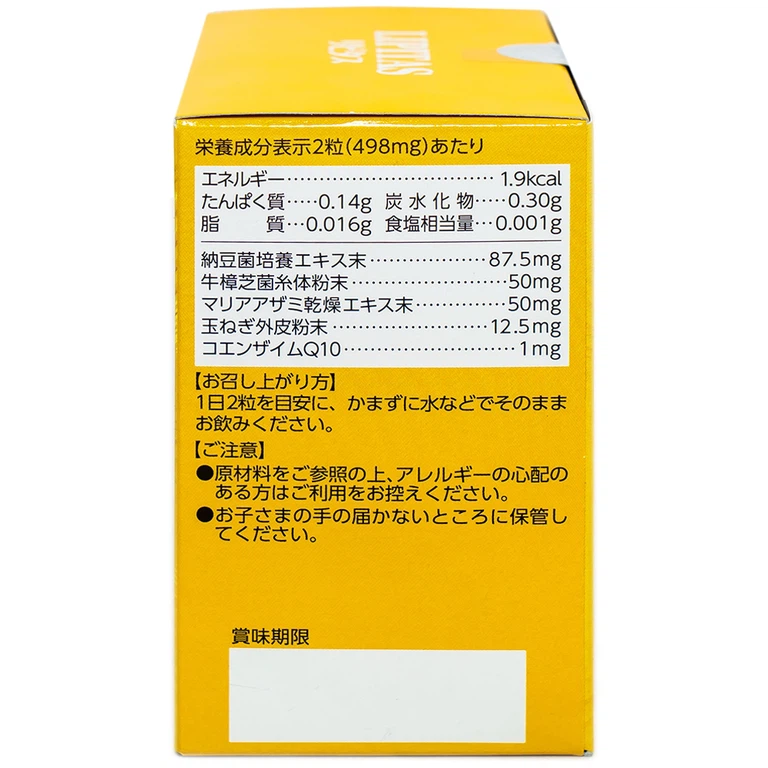 LIPITAS
栄養成分表示2粒(498mg)あたり
エネルギー………………………1.9kcal
たんぱく質……0.14g 炭水化物……0.30g
脂質…0.016g 食塩相当量…0.001g
納豆菌培養エキス末………………87.5mg
牛樟芝菌糸体粉末…………………50mg
マリアアザミ乾燥エキス末…………50mg
玉ねぎ外皮粉末……………………12.5mg
コエンザイムQ10……………………1mg
【お召し上がり方】
1日2粒を目安に、かまずに水などでそのまま
お飲みください。
【ご注意】
●原材料をご参照の上、アレルギーの心配の
ある方はご利用をお控えください。
●お子さまの手の届かないところに保管し
てください。
賞味期限